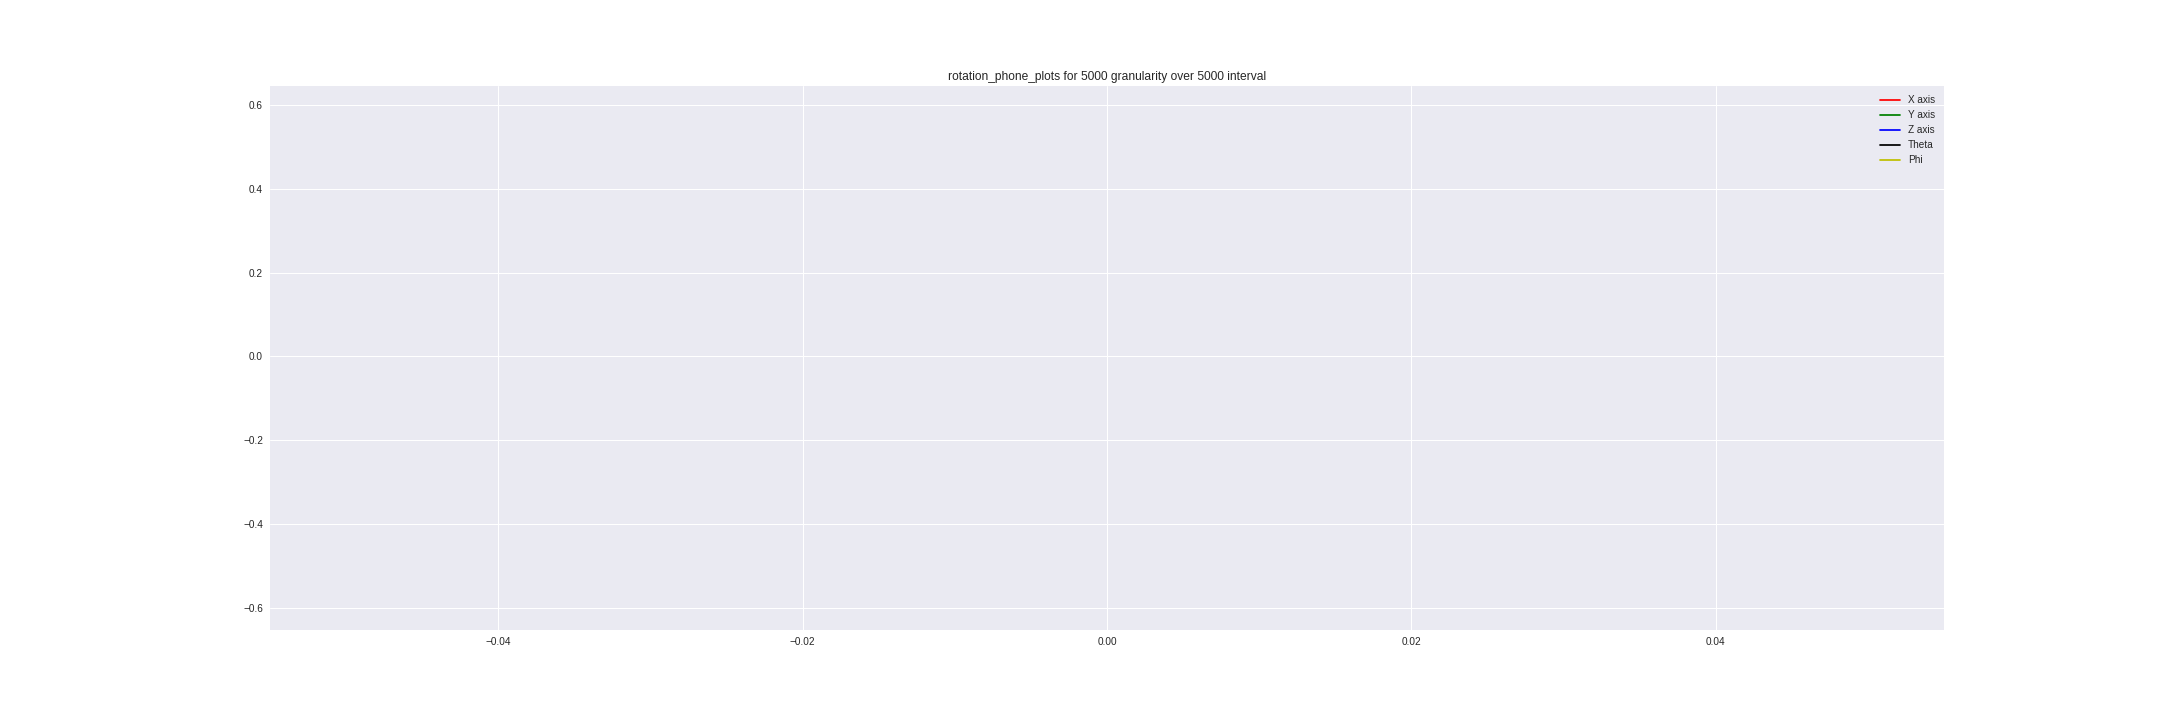 rotation_phone_plots for 5000 granularity over 5000 interval
X axis
Y axis
Z axis
Theta
Phi
0.6
0.4
0.2
0.0
−0.2
−0.4
−0.6
−0.04 −0.02 0.00 0.02 0.04